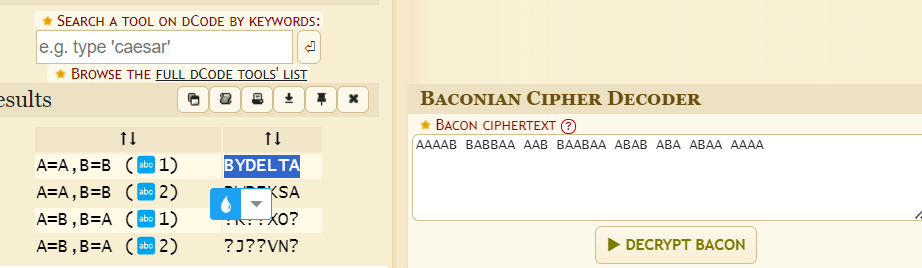 ★ SEARCH A TOOL ON DCODE BY KEYWORDS:
e.g. type 'caesar'
★ BROWSE THE FULL DCODE TOOLS' LIST
esults
↑↓ ↑↓
A=A,B=B (abc 1) BYDELTA
A=A,B=B (abc 2) KSA
A=B,B=A (abc 1) ??XO?
A=B,B=A (abc 2) ?J??VN?
BACONIAN CIPHER DECODER
★ BACON CIPHERTEXT (?)
AAAAB BABBAA AAB BAABAA ABAB ABA ABAA AAAA
▶ DECRYPT BACON